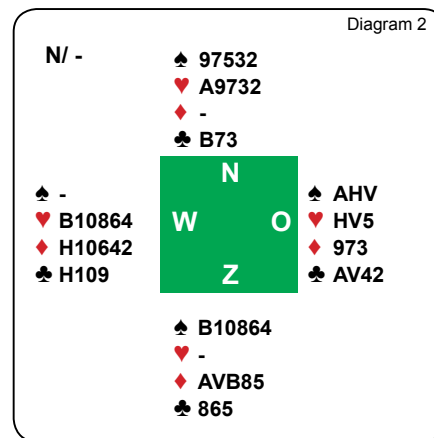 Diagram 2
N/ -
♠ 97532
♥ A9732
♦ -
♣ B73
N
♠ -
♥ B10864
♦ H10642
♣ H109
W
O
♠ AHV
♥ HV5
♦ 973
♣ AV42
Z
♠ B10864
♥ -
♦ AVB85
♣ 865